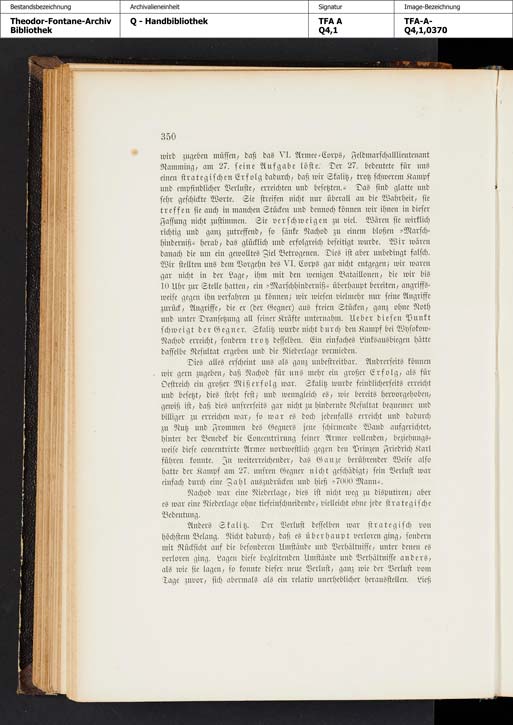 Bestandsbezeichnung
Theodor-Fontane-Archiv
Bibliothek
Archivalieneinheit
Q - Handbibliothek
Signatur
TFA A
Q4,1
Image-Bezeichnung
TFA-A-
Q4,1,0370
350
wird zugeben müssen, daß das VI. Armee-Corps, Feldmarschalllieutenant
Ramming, am 27. seine Aufgabe löste. Der 27. bedeutete für uns
einen strategischen Erfolg dadurch, daß wir Skalitz, trotz schwerem Kampf
und empfindlicher Verluste, erreichten und besetzten.« Das sind glatte und
sehr geschickte Worte. Sie streifen nicht nur überall an die Wahrheit, sie
treffen sie auch in manchen Stücken und dennoch können wir ihnen in dieser
Fassung nicht zustimmen. Sie verschweigen zu viel. Wären sie wirklich
richtig und ganz zutreffend, so sänke Nachod zu einem bloßen »Marsch-
hinderniß« herab, das glücklich und erfolgreich beseitigt wurde. Wir wären
danach die um ein gewolltes Ziel Betrogenen. Dies ist aber unbedingt falsch.
Wir stellten uns dem Vorgehn des VI. Corps gar nicht entgegen; wir waren
gar nicht in der Lage, ihm mit den wenigen Bataillonen, die wir bis
10 Uhr zur Stelle hatten, ein »Marschhinderniß« überhaupt bereiten, angriffs-
weise gegen ihn verfahren zu können; wir wiesen vielmehr nur seine Angriffe
zurück, Angriffe, die er (der Gegner) aus freien Stücken, ganz ohne Noth
und unter Dransetzung all seiner Kräfte unternahm. Ueber diesen Punkt
schweigt der Gegner. Skalitz wurde nicht durch den Kampf bei Wysokow-
Nachod erreicht, sondern trotz desselben. Ein einfaches Linksausbiegen hätte
dasselbe Resultat ergeben und die Niederlage vermieden.
Dies alles erscheint uns als ganz unbestreitbar. Andrerseits können
wir gern zugeben, daß Nachod für uns mehr ein großer Erfolg, als für
Oestreich ein großer Mißerfolg war. Skalitz wurde feindlicherseits erreicht
und besetzt, dies steht fest; und wenngleich es, wie bereits hervorgehoben,
gewiß ist, daß dies unsrerseits gar nicht zu hindernde Resultat bequemer und
billiger zu erreichen war, so war es doch jedenfalls erreicht und dadurch
zu Nutz und Frommen des Gegners jene schirmende Wand aufgerichtet,
hinter der Benedek die Concentrirung seiner Armee vollenden, beziehungs-
weise diese concentrirte Armee nordwestlich gegen den Prinzen Friedrich Karl
führen konnte. In weiterreichender, das Ganze berührender Weise also
hatte der Kampf am 27. unsren Gegner nicht geschädigt; sein Verlust war
einfach durch eine Zahl auszudrücken und hieß »7000 Mann«.
Nachod war eine Niederlage, dies ist nicht weg zu disputiren; aber
es war eine Niederlage ohne tiefeinschneidende, vielleicht ohne jede strategische
Bedeutung.
Anders Skalitz. Der Verlust desselben war strategisch von
höchstem Belang. Nicht dadurch, daß es überhaupt verloren ging, sondern
mit Rücksicht auf die besonderen Umstände und Verhältnisse, unter denen es
verloren ging. Lagen diese begleitenden Umstände und Verhältnisse anders,
als wie sie lagen, so konnte dieser neue Verlust, ganz wie der Verlust vom
Tage zuvor, sich abermals als ein relativ unerheblicher herausstellen. Ließ